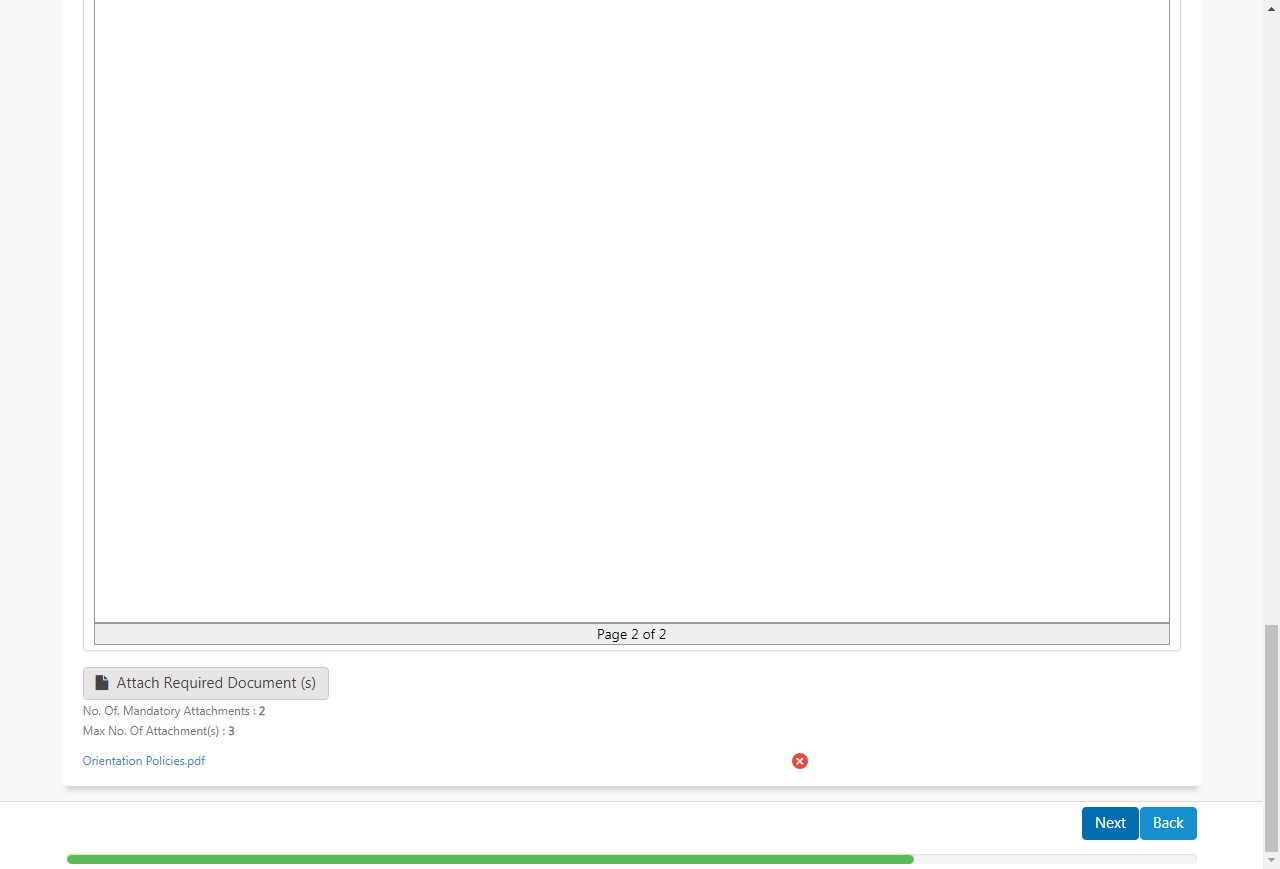 Page 2 of 2
Attach Required Document (s)
No. Of. Mandatory Attachments : 2
Max No. Of Attachment(s) : 3
Orientation Policies.pdf
Next
Back